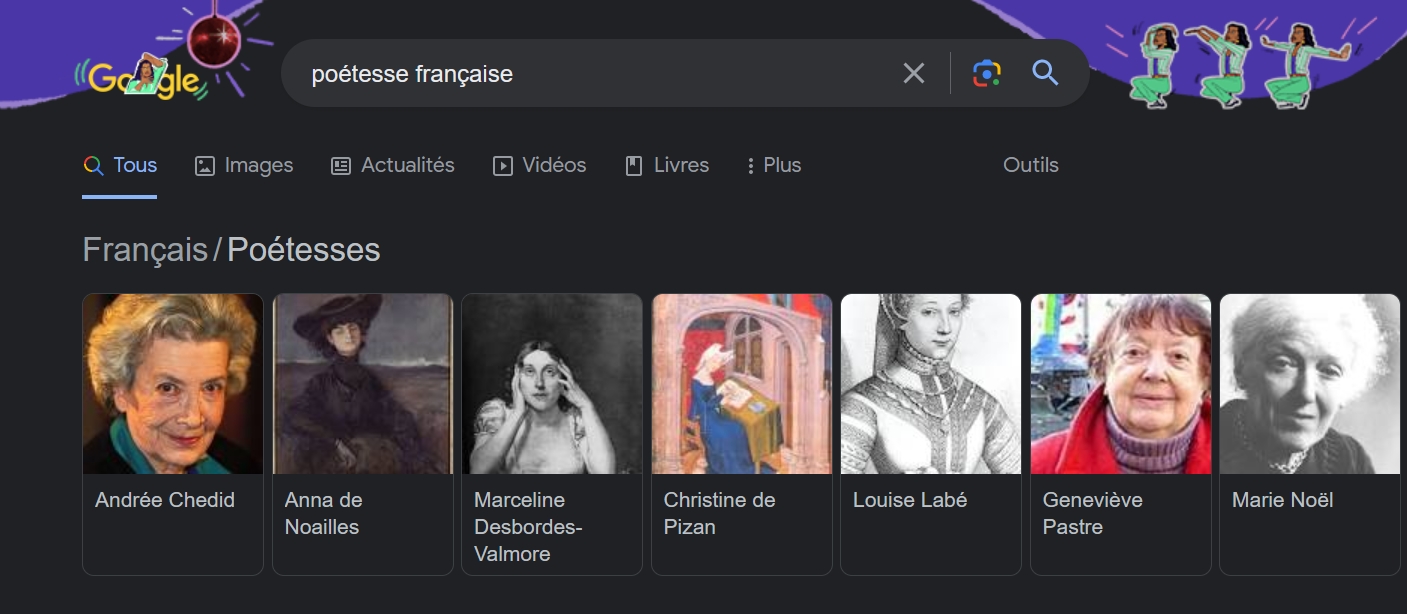 Google
poétesse française
Tous Images Actualités Vidéos Livres Plus Outils
Français / Poétesses
Andrée Chedid
Anna de
Noailles
Marceline
Desbordes-
Valmore
Christine de
Pizan
Louise Labé
Geneviève
Pastre
Marie Noël